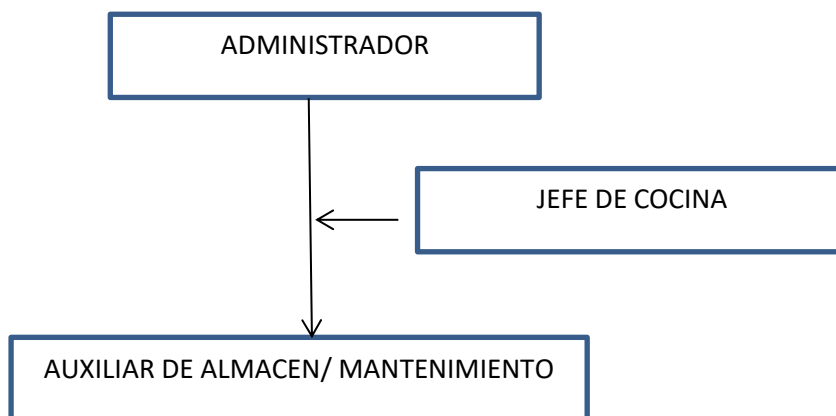 ADMINISTRADOR
JEFE DE COCINA
AUXILIAR DE ALMACEN/ MANTENIMIENTO